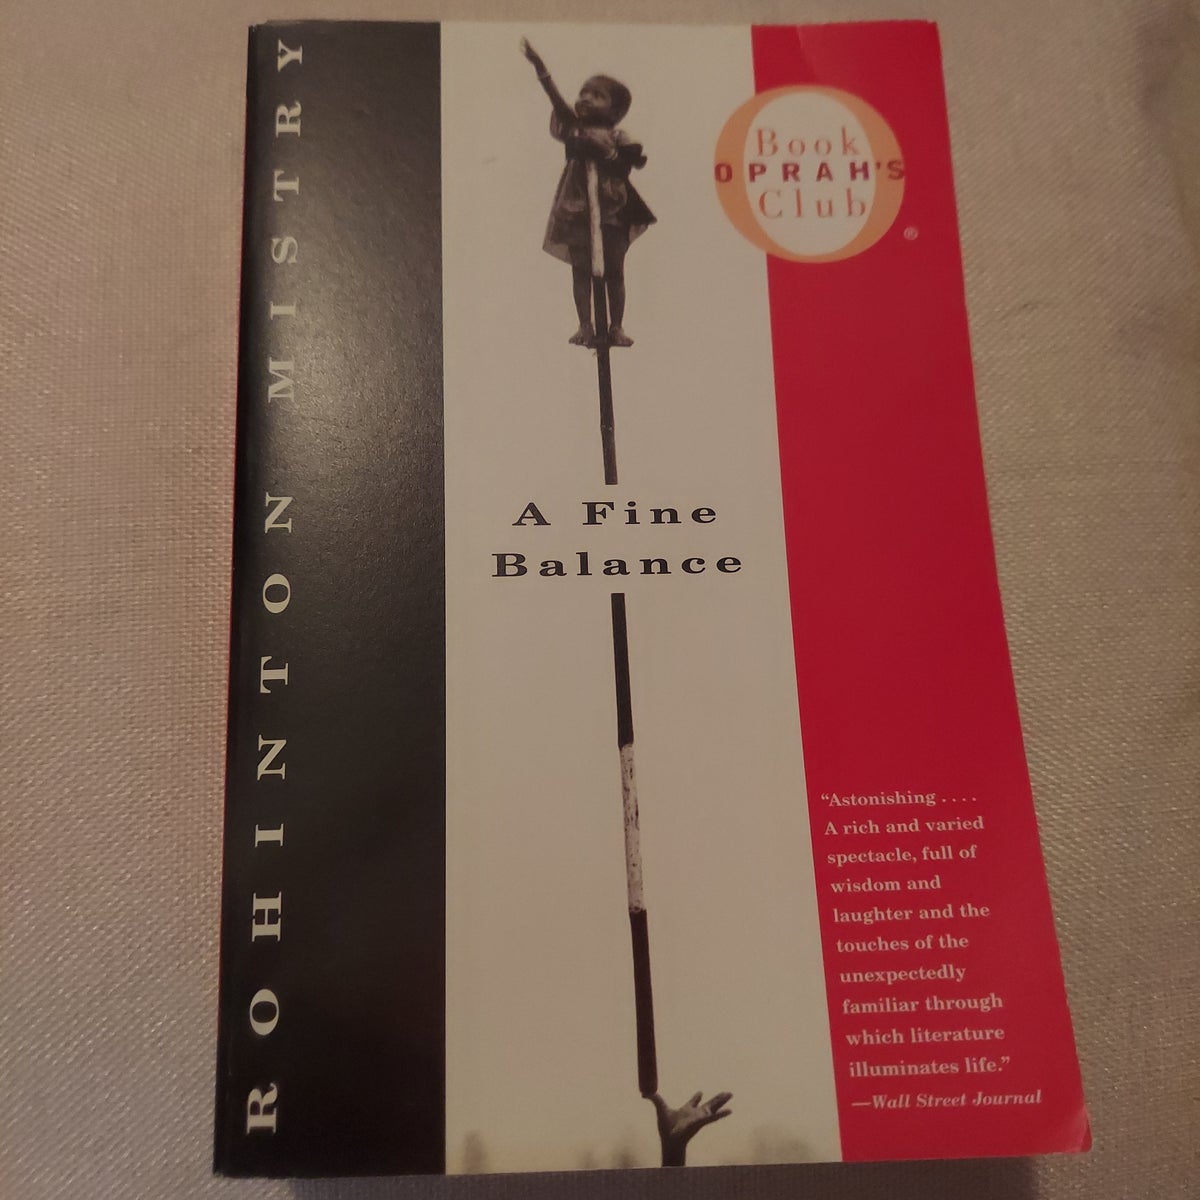 ROHINTON MISTRY
Book
OPRAH'S
Club
®
A Fine
Balance
“Astonishing . . . .
A rich and varied
spectacle, full of
wisdom and
laughter and the
touches of the
unexpectedly
familiar through
which literature
illuminates life.”
—Wall Street Journal